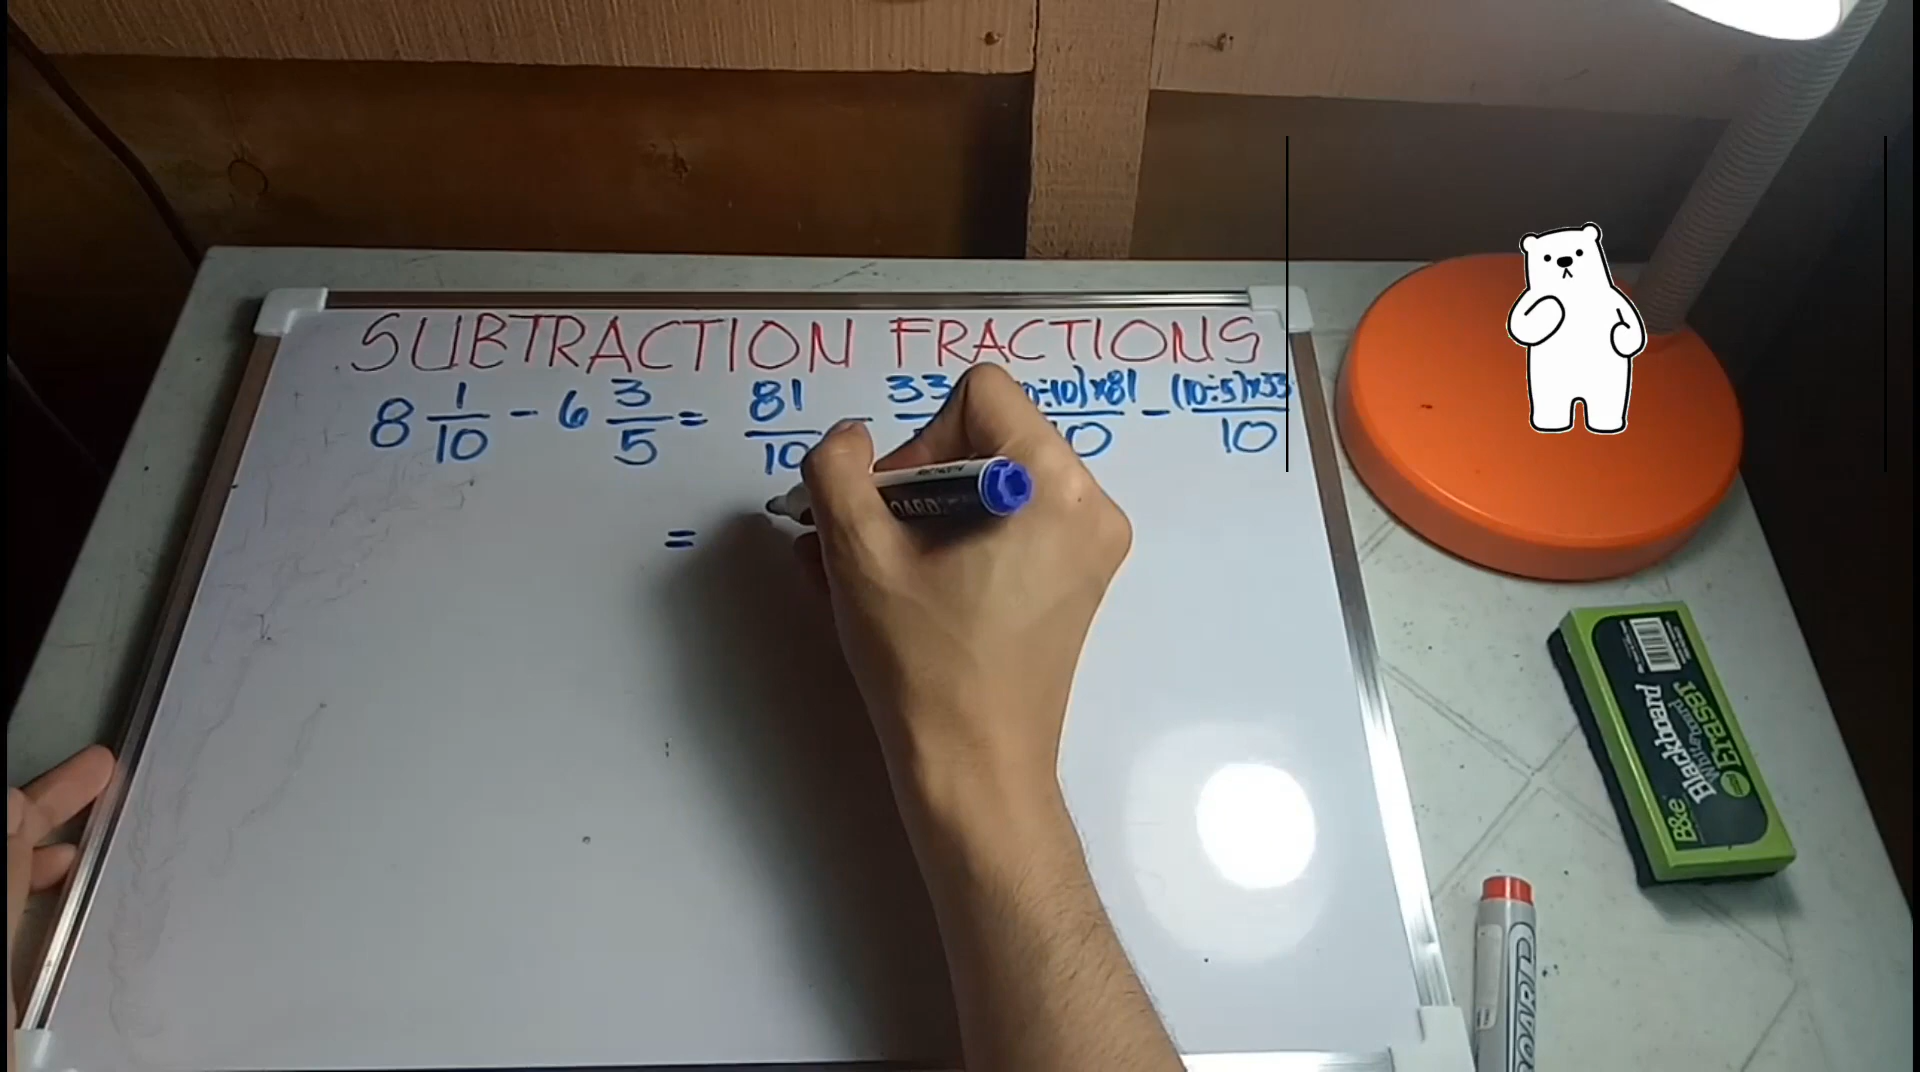 SUBTRACTION FRACTIONS
8 1/10 - 6 3/5 = 81/10 - 33 ÷10)x81/10 - (10÷5)x33/10
=
B&e
Blackboard
Whiteboard
Eraser